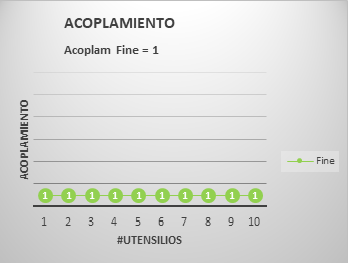 ACOPLAMIENTO
Acoplam Fine = 1
ACOPLAMIENTO
1 1 1 1 1 1 1 1 1 1
1 2 3 4 5 6 7 8 9 10
#UTENSILIOS
Fine